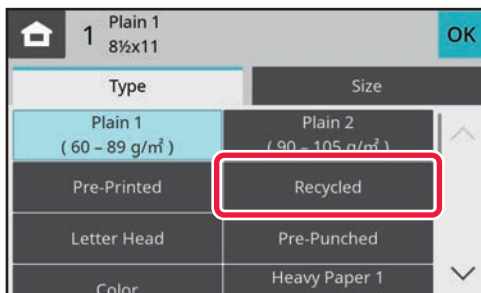 1 Plain 1
8½x11
OK
Type
Size
Plain 1
( 60 – 89 g/㎡ )
Plain 2
( 90 – 105 g/㎡ )
Pre-Printed
Recycled
Letter Head
Pre-Punched
Color
Heavy Paper 1